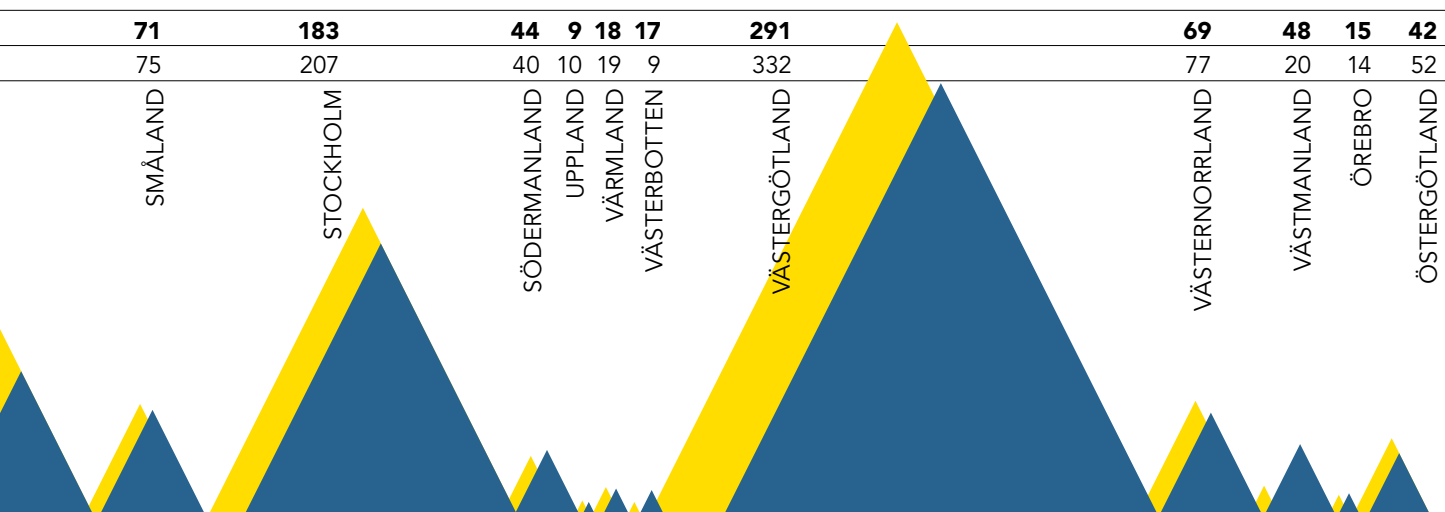 71 183 44 9 18 17 291 69 48 15 42
75 207 40 10 19 9 332 77 20 14 52
SMÅLAND
STOCKHOLM
SÖDERMANLAND
UPPLAND
VÄRMLAND
VÄSTERBOTTEN
VÄSTERGÖTLAND
VÄSTERNORRLAND
VÄSTMANLAND
ÖREBRO
ÖSTERGÖTLAND